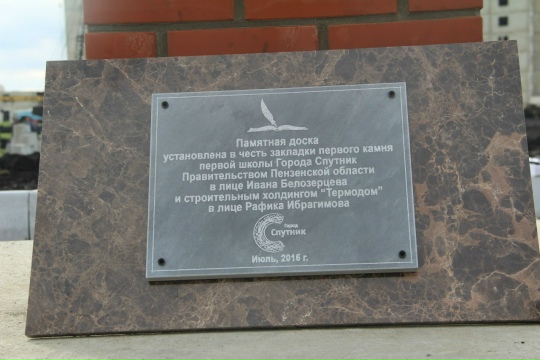 Памятная доска
установлена в честь закладки первого камня
первой школы Города Спутник
Правительством Пензенской области
в лице Ивана Белозерцева
и строительным холдингом "Термодом"
в лице Рафика Ибрагимова
город
Спутник
Июль, 2016 г.